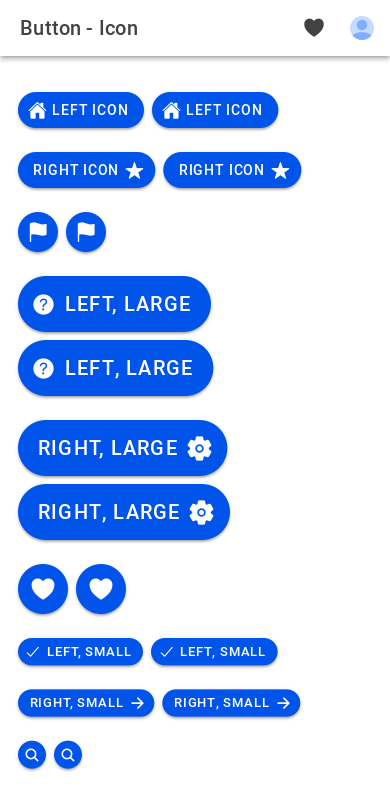 Button - Icon
LEFT ICON LEFT ICON
RIGHT ICON RIGHT ICON
LEFT, LARGE
LEFT, LARGE
RIGHT, LARGE
RIGHT, LARGE
LEFT, SMALL LEFT, SMALL
RIGHT, SMALL RIGHT, SMALL